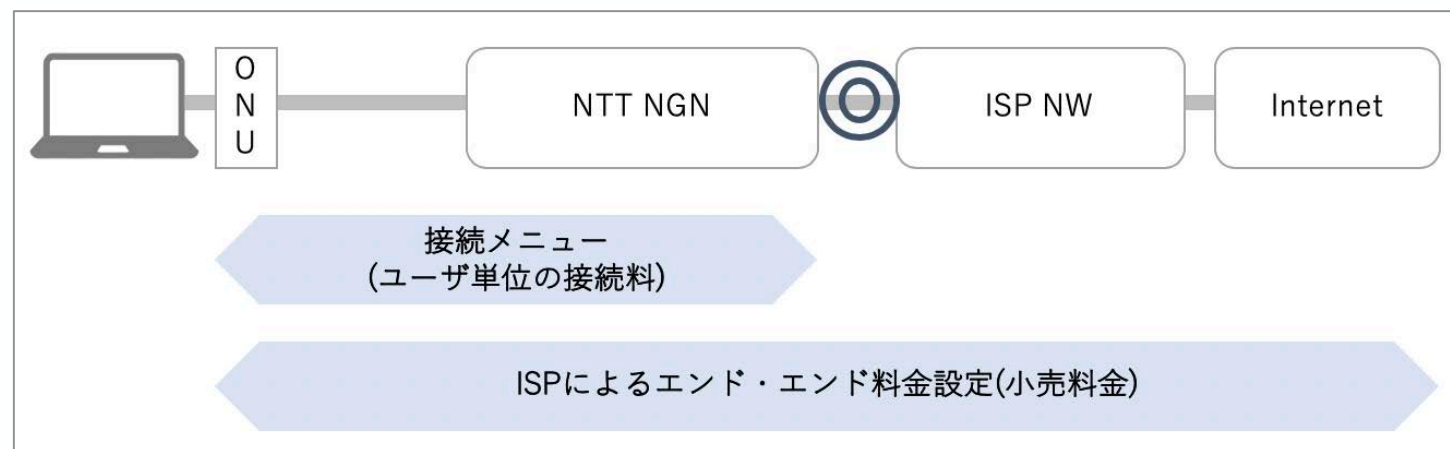 O
N
U
NTT NGN
ISP NW
Internet
接続メニュー
(ユーザ単位の接続料)
ISPによるエンド・エンド料金設定(小売料金)